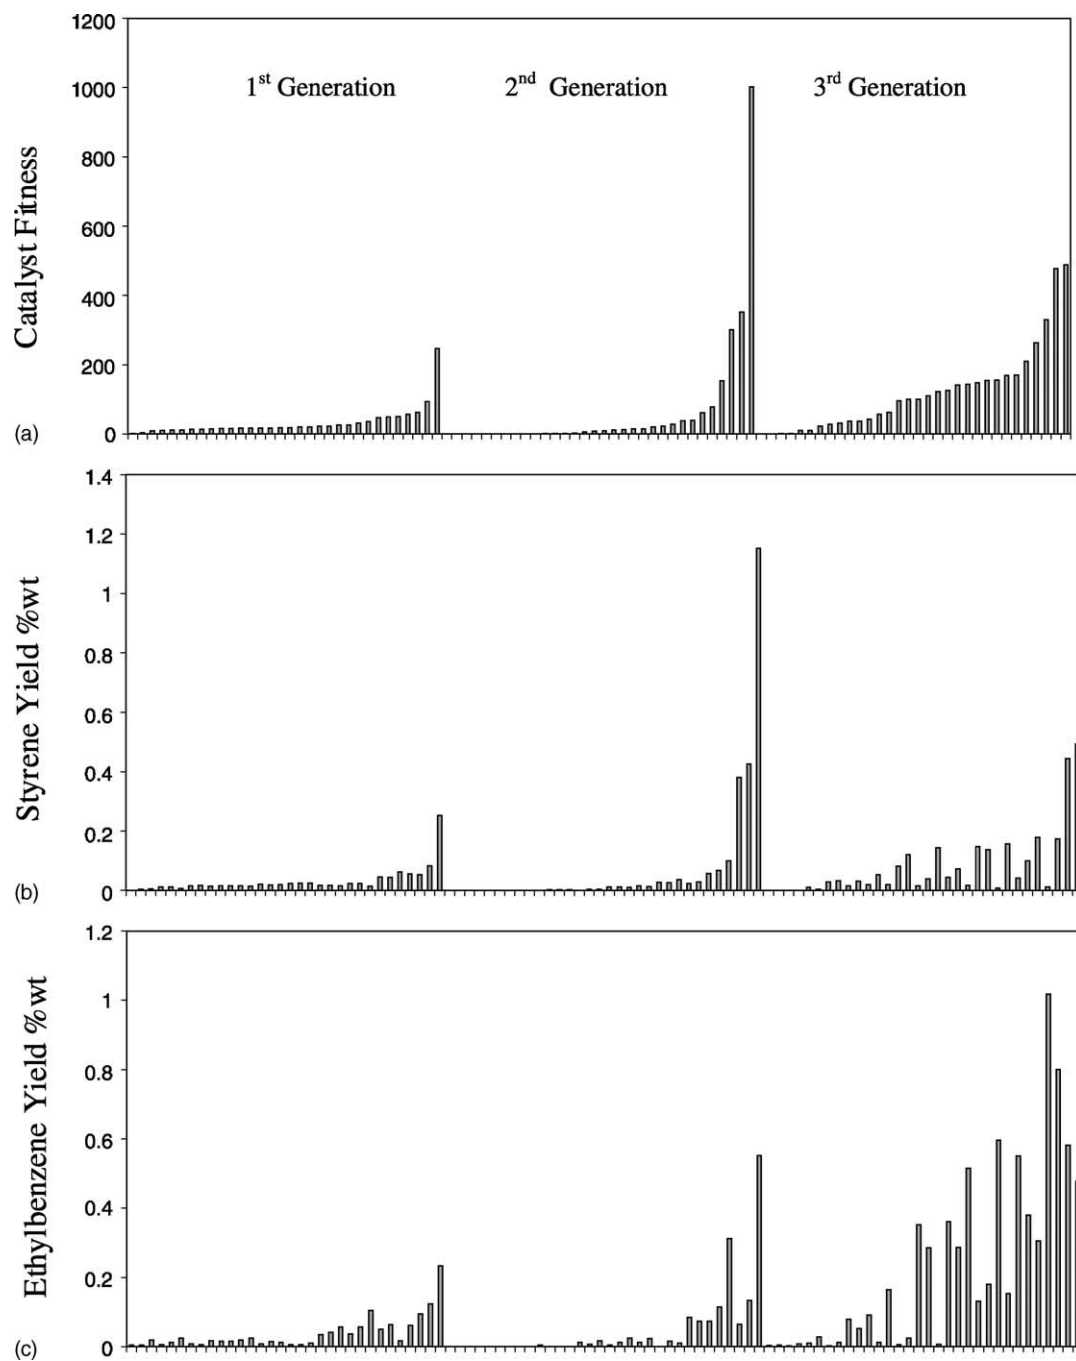 1200
1000
800
600
400
200
0
Catalyst Fitness
(a)
1st Generation
2nd Generation
3rd Generation
1.4
1.2
1
0.8
0.6
0.4
0.2
0
Styrene Yield %wt
(b)
1.2
1
0.8
0.6
0.4
0.2
0
Ethylbenzene Yield %wt
(c)